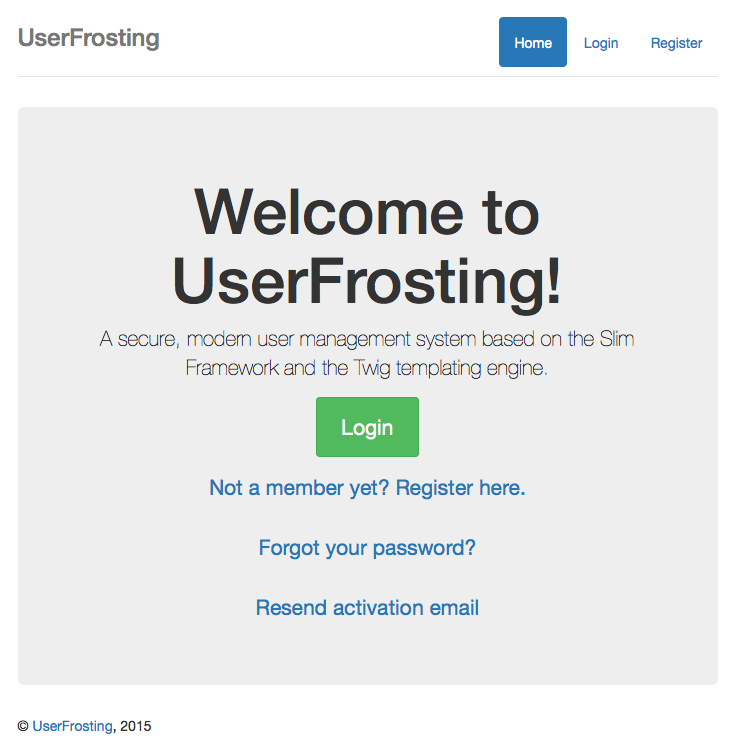 UserFrosting
Home Login Register
Welcome to
UserFrosting!
A secure, modern user management system based on the Slim
Framework and the Twig templating engine.
Login
Not a member yet? Register here.
Forgot your password?
Resend activation email
© UserFrosting, 2015